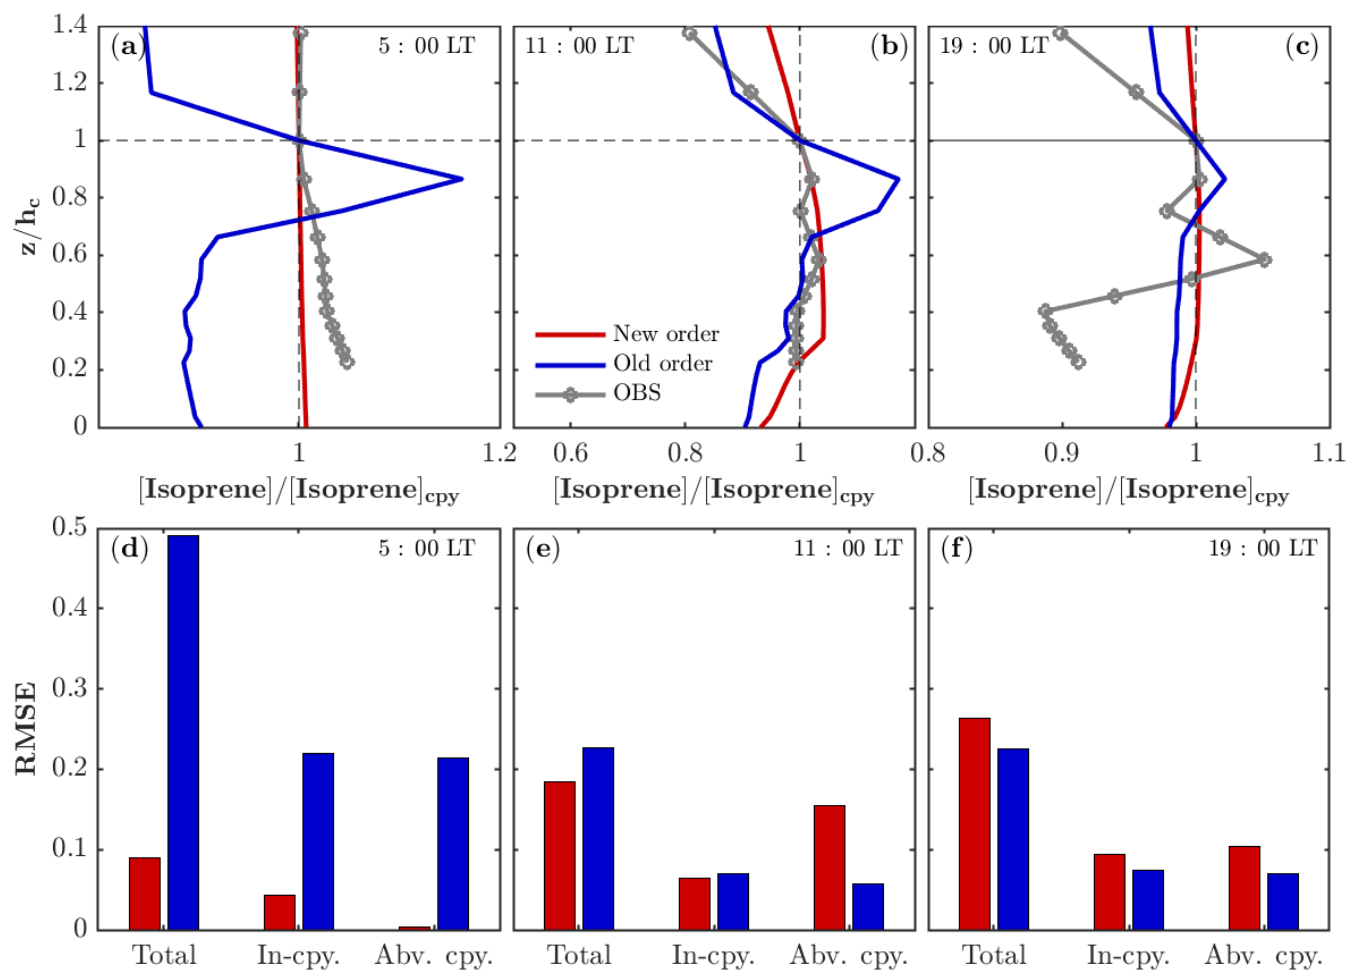 1.4
1.2
1
0.8
0.6
0.4
0.2
0
z/h_c
(a)
5 : 00 LT
1
1.2
[Isoprene]/[Isoprene]_cpy
11 : 00 LT
(b)
New order
Old order
OBS
0.6
0.8
1
[Isoprene]/[Isoprene]_cpy
19 : 00 LT
(c)
0.8
0.9
1
1.1
[Isoprene]/[Isoprene]_cpy
0.5
0.4
0.3
0.2
0.1
0
RMSE
(d)
5 : 00 LT
Total
In-cpy.
Abv. cpy.
(e)
11 : 00 LT
Total
In-cpy.
Abv. cpy.
(f)
19 : 00 LT
Total
In-cpy.
Abv. cpy.